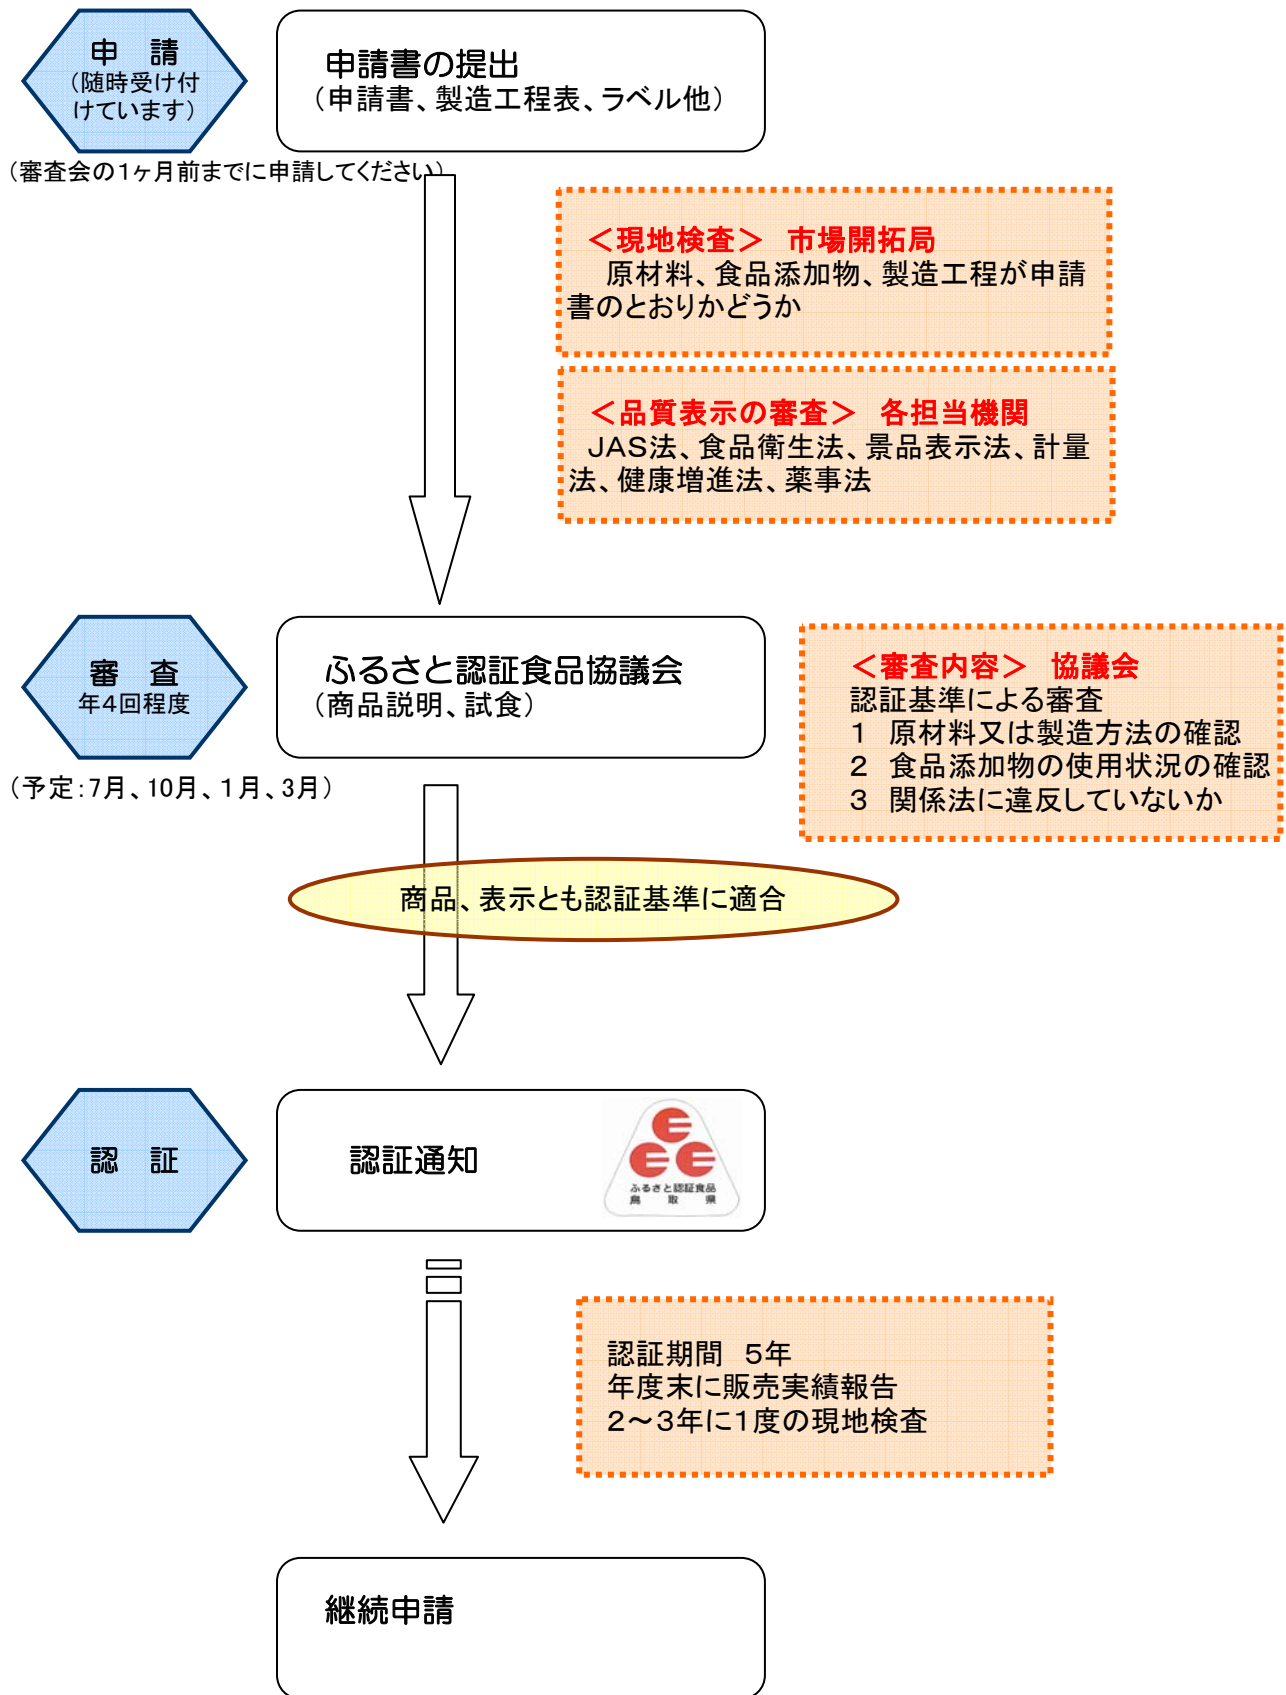 申　請
（随時受け付
けています）
申請書の提出
（申請書、製造工程表、ラベル他）
（審査会の1ヶ月前までに申請してください）
＜現地検査＞　市場開拓局
原材料、食品添加物、製造工程が申請
書のとおりかどうか
＜品質表示の審査＞　各担当機関
JAS法、食品衛生法、景品表示法、計量
法、健康増進法、薬事法
審　査
年4回程度
ふるさと認証食品協議会
（商品説明、試食）
＜審査内容＞　協議会
認証基準による審査
1　原材料又は製造方法の確認
2　食品添加物の使用状況の確認
3　関係法に違反していないか
（予定：7月、10月、1月、3月）
商品、表示とも認証基準に適合
認　証
認証通知
ふるさと認証食品
鳥　取　県
認証期間　5年
年度末に販売実績報告
2～3年に1度の現地検査
継続申請